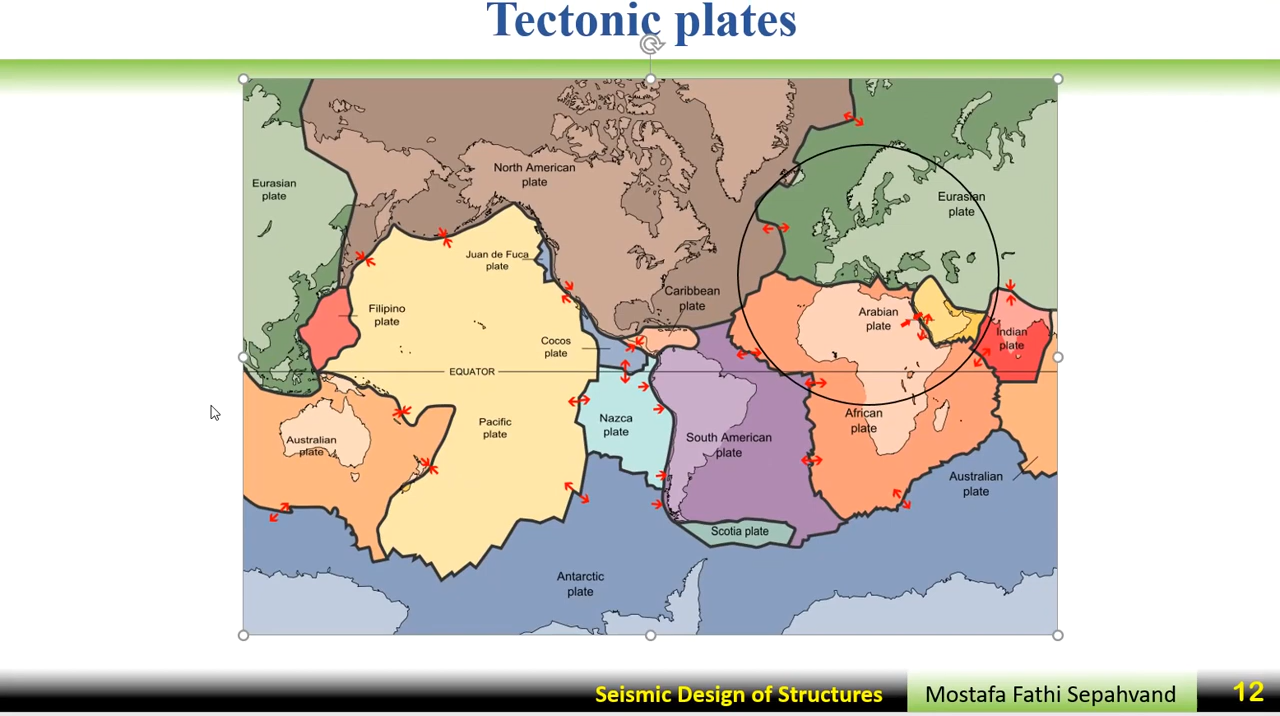 Tectonic plates
North American
plate
Eurasian
plate
Eurasian
plate
Juan de Fuca
plate
Caribbean
plate
Filipino
plate
Arabian
plate
Indian
plate
Cocos
plate
EQUATOR
Nazca
plate
African
plate
Pacific
plate
Australian
plate
South American
plate
Australian
plate
Scotia plate
Antarctic
plate
Seismic Design of Structures
Mostafa Fathi Sepahvand
12